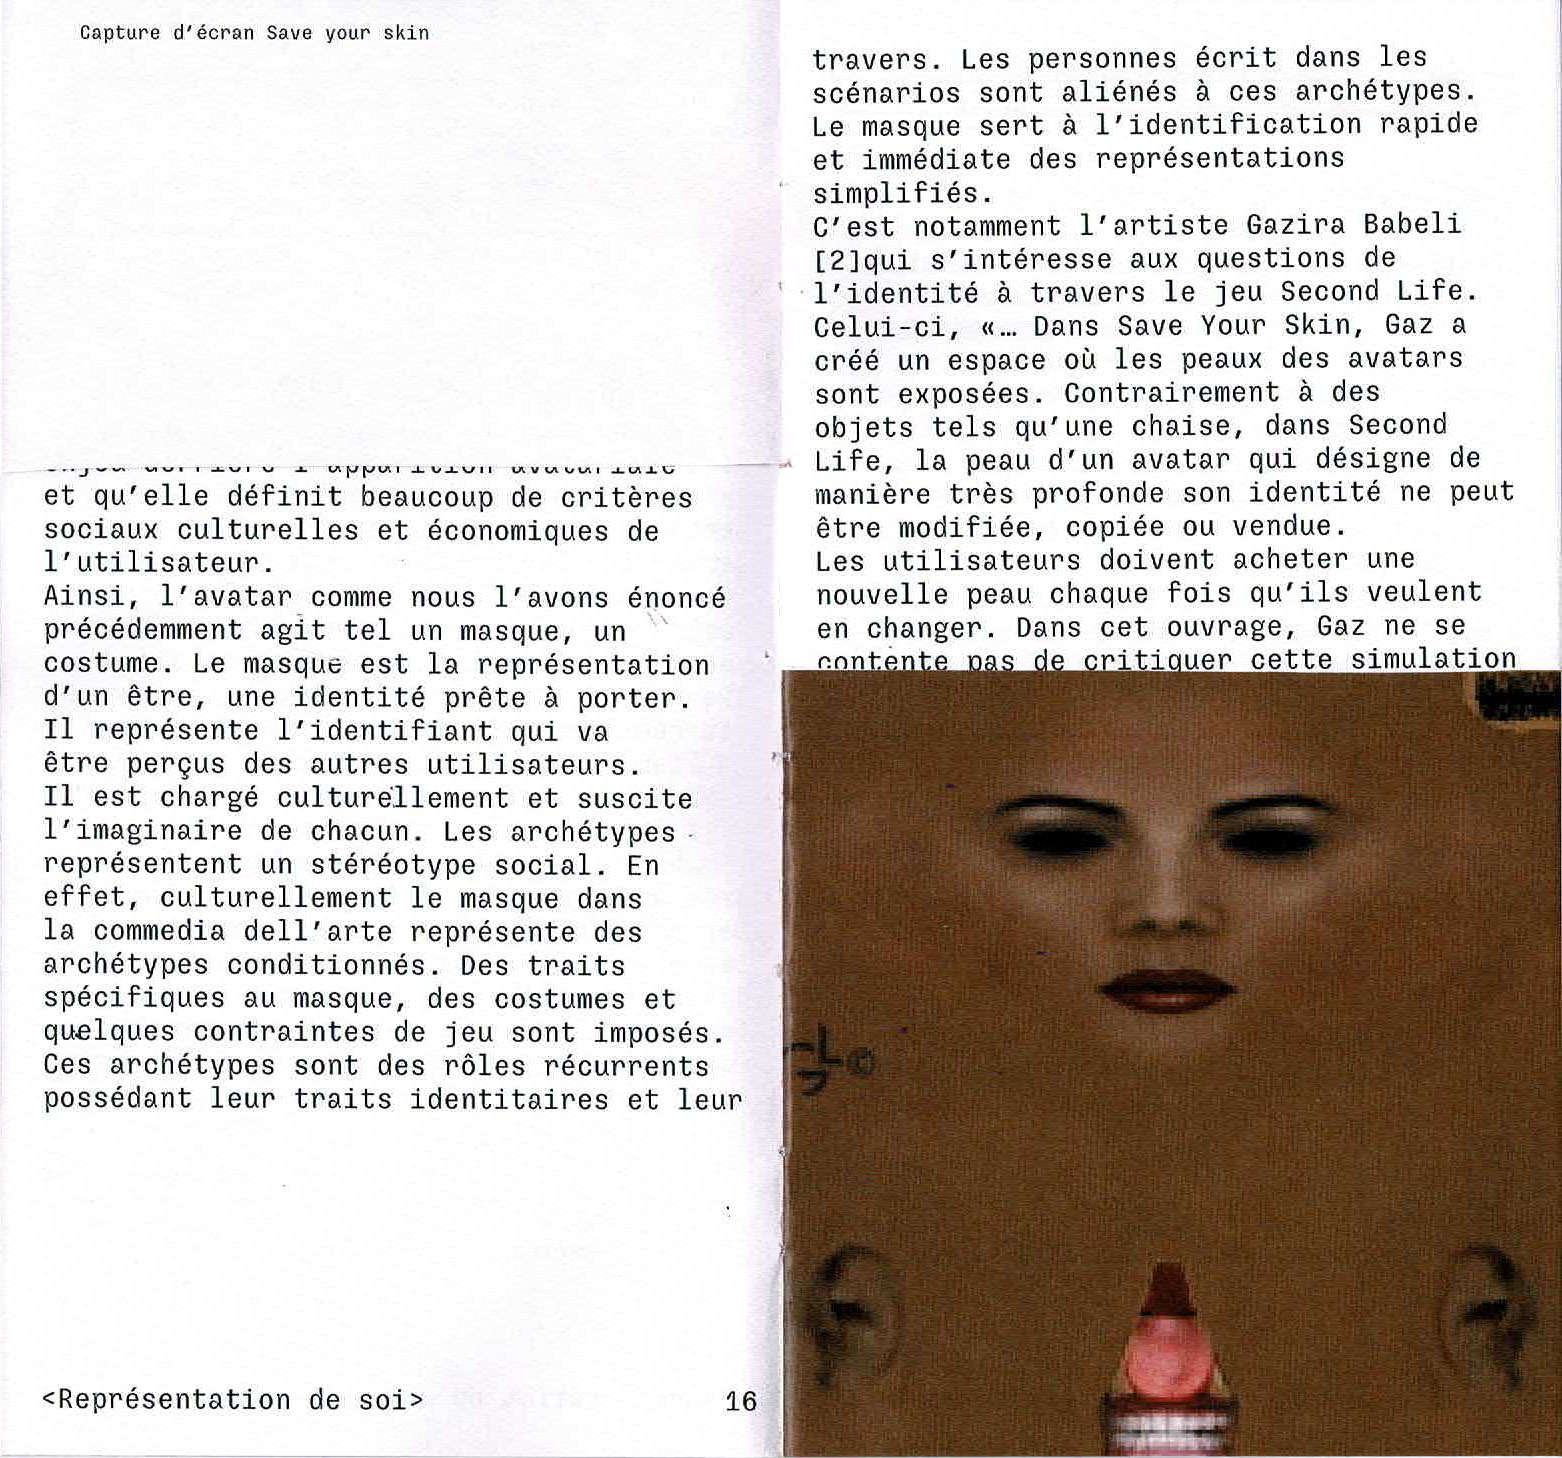 Capture d'écran Save your skin
et qu'elle définit beaucoup de critères
sociaux culturelles et économiques de
l'utilisateur.
Ainsi, l'avatar comme nous l'avons énoncé
précédemment agit tel un masque, un
costume. Le masque est la représentation
d'un être, une identité prête à porter.
Il représente l'identifiant qui va
être perçus des autres utilisateurs.
Il est chargé culturellement et suscite
l'imaginaire de chacun. Les archétypes
représentent un stéréotype social. En
effet, culturellement le masque dans
la commedia dell'arte représente des
archétypes conditionnés. Des traits
spécifiques au masque, des costumes et
quelques contraintes de jeu sont imposés.
Ces archétypes sont des rôles récurrents
possédant leur traits identitaires et leur
<Représentation de soi>
16
travers. Les personnes écrit dans les
scénarios sont aliénés à ces archétypes.
Le masque sert à l'identification rapide
et immédiate des représentations
simplifiés.
C'est notamment l'artiste Gazira Babeli
[2]qui s'intéresse aux questions de
l'identité à travers le jeu Second Life.
Celui-ci, «… Dans Save Your Skin, Gaz a
créé un espace où les peaux des avatars
sont exposées. Contrairement à des
objets tels qu'une chaise, dans Second
Life, la peau d'un avatar qui désigne de
manière très profonde son identité ne peut
être modifiée, copiée ou vendue.
Les utilisateurs doivent acheter une
nouvelle peau chaque fois qu'ils veulent
en changer. Dans cet ouvrage, Gaz ne se
contente pas de critiquer cette simulation
©